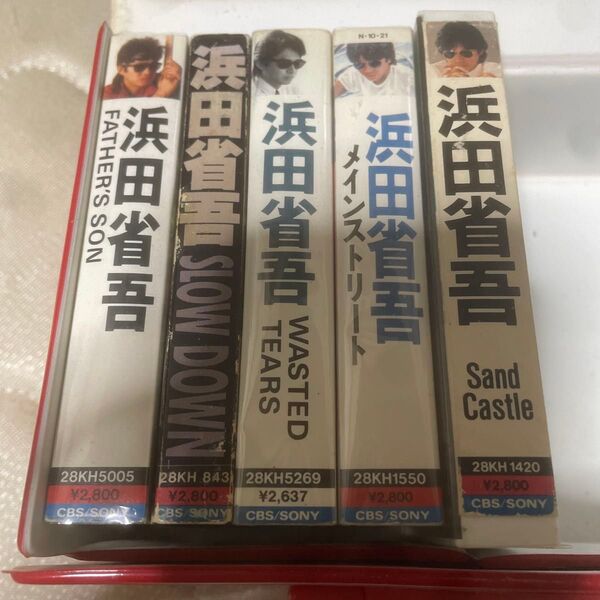 浜田省吾
FATHER'S SON
28KH5005
¥2,800
CBS/SONY
浜田省吾
SLOW DOWN
28KH 843
¥2,800
CBS/SONY
浜田省吾
WASTED
TEARS
28KH5269
¥2,637
CBS/SONY
N・10・21
浜田省吾
メインストリート
28KH1550
¥2,800
CBS/SONY
浜田省吾
Sand
Castle
28KH 1420
¥2,800
CBS/SONY